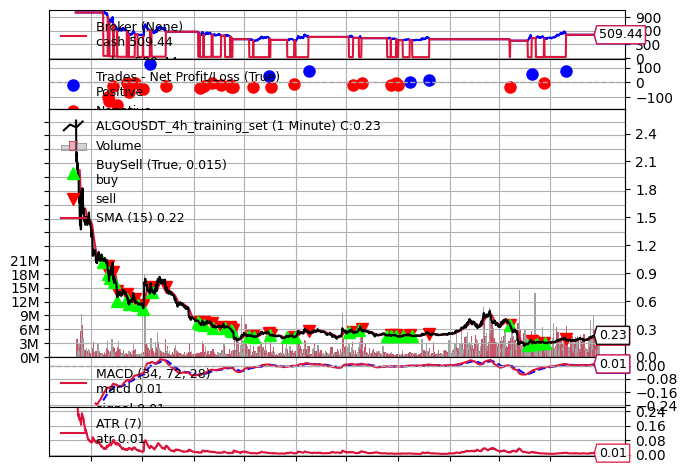 Broker (None)
cash 509.44
900
509.44
300
0
Trades - Net Profit/Loss (True)
Positive
Negative
100
0
−100
ALGOUSDT_4h_training_set (1 Minute) C:0.23
Volume
BuySell (True, 0.015)
buy
sell
SMA (15) 0.22
2.4
2.1
1.8
1.5
1.2
0.9
0.6
0.3
0.23
0.0
21M
18M
15M
12M
9M
6M
3M
0M
MACD (34, 72, 28)
macd 0.01
signal 0.01
0.01
0.00
−0.08
−0.16
−0.24
ATR (7)
atr 0.01
0.24
0.16
0.08
0.01
0.00